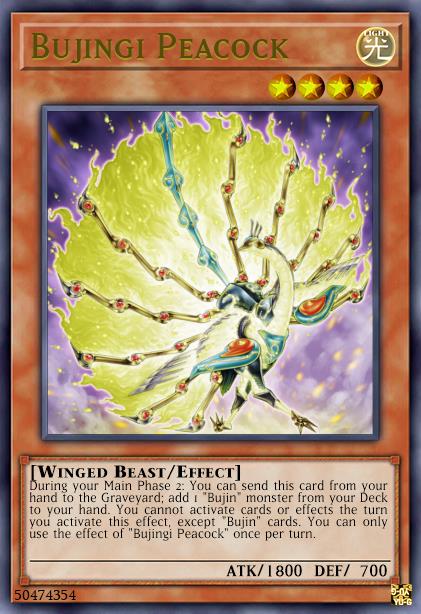 Bujingi Peacock
LIGHT
光
[Winged Beast/Effect]
During your Main Phase 2: You can send this card from your
hand to the Graveyard; add 1 "Bujin" monster from your Deck
to your hand. You cannot activate cards or effects the turn
you activate this effect, except "Bujin" cards. You can only
use the effect of "Bujingi Peacock" once per turn.
ATK/1800 DEF/ 700
50474354